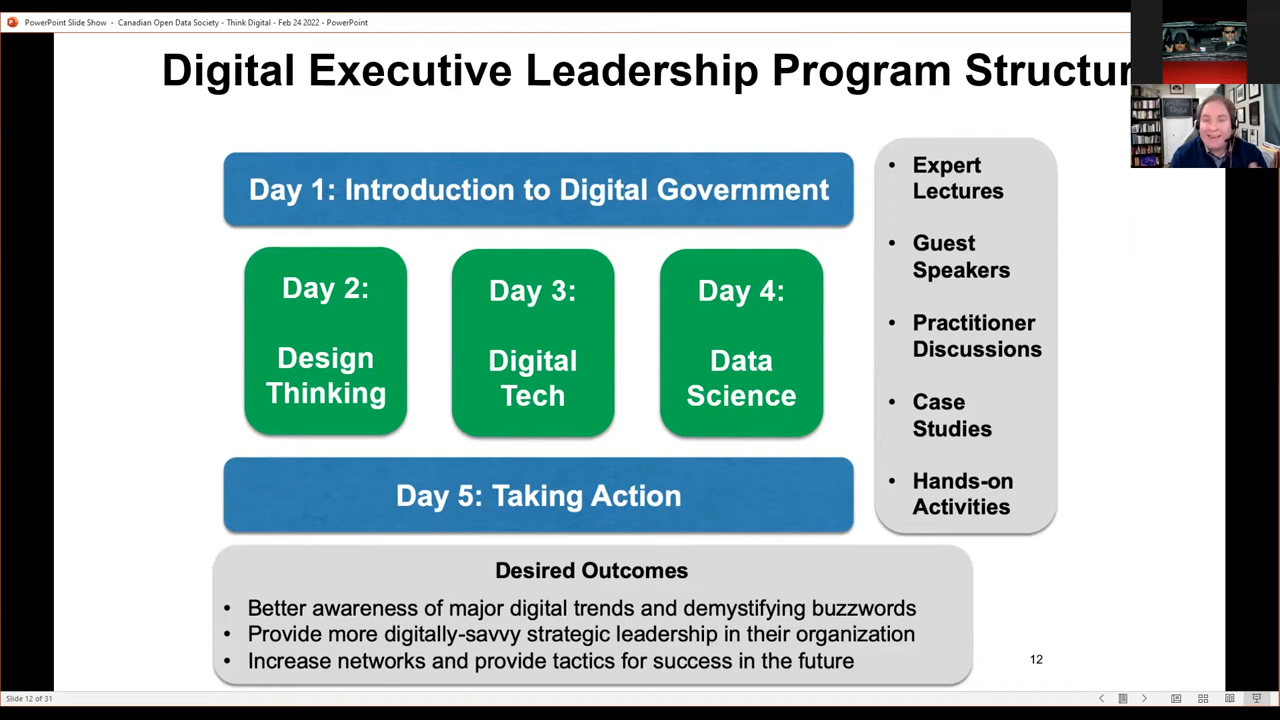 PowerPoint Slide Show - Canadian Open Data Society - Think Digital - Feb 24 2022 - PowerPoint
Digital Executive Leadership Program Structur
Day 1: Introduction to Digital Government
Day 2:
Design
Thinking
Day 3:
Digital
Tech
Day 4:
Data
Science
Day 5: Taking Action
• Expert
Lectures
• Guest
Speakers
• Practitioner
Discussions
• Case
Studies
• Hands-on
Activities
Desired Outcomes
• Better awareness of major digital trends and demystifying buzzwords
• Provide more digitally-savvy strategic leadership in their organization
• Increase networks and provide tactics for success in the future
12
Slide 12 of 31